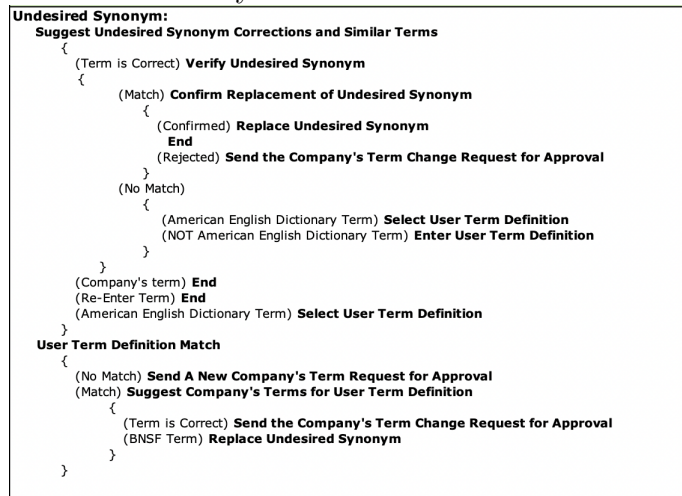 Undesired Synonym:
Suggest Undesired Synonym Corrections and Similar Terms
{
(Term is Correct) Verify Undesired Synonym
{
(Match) Confirm Replacement of Undesired Synonym
{
(Confirmed) Replace Undesired Synonym
End
(Rejected) Send the Company's Term Change Request for Approval
}
(No Match)
{
(American English Dictionary Term) Select User Term Definition
(NOT American English Dictionary Term) Enter User Term Definition
}
}
(Company's term) End
(Re-Enter Term) End
(American English Dictionary Term) Select User Term Definition
}
User Term Definition Match
{
(No Match) Send A New Company's Term Request for Approval
(Match) Suggest Company's Terms for User Term Definition
{
(Term is Correct) Send the Company's Term Change Request for Approval
(BNSF Term) Replace Undesired Synonym
}
}